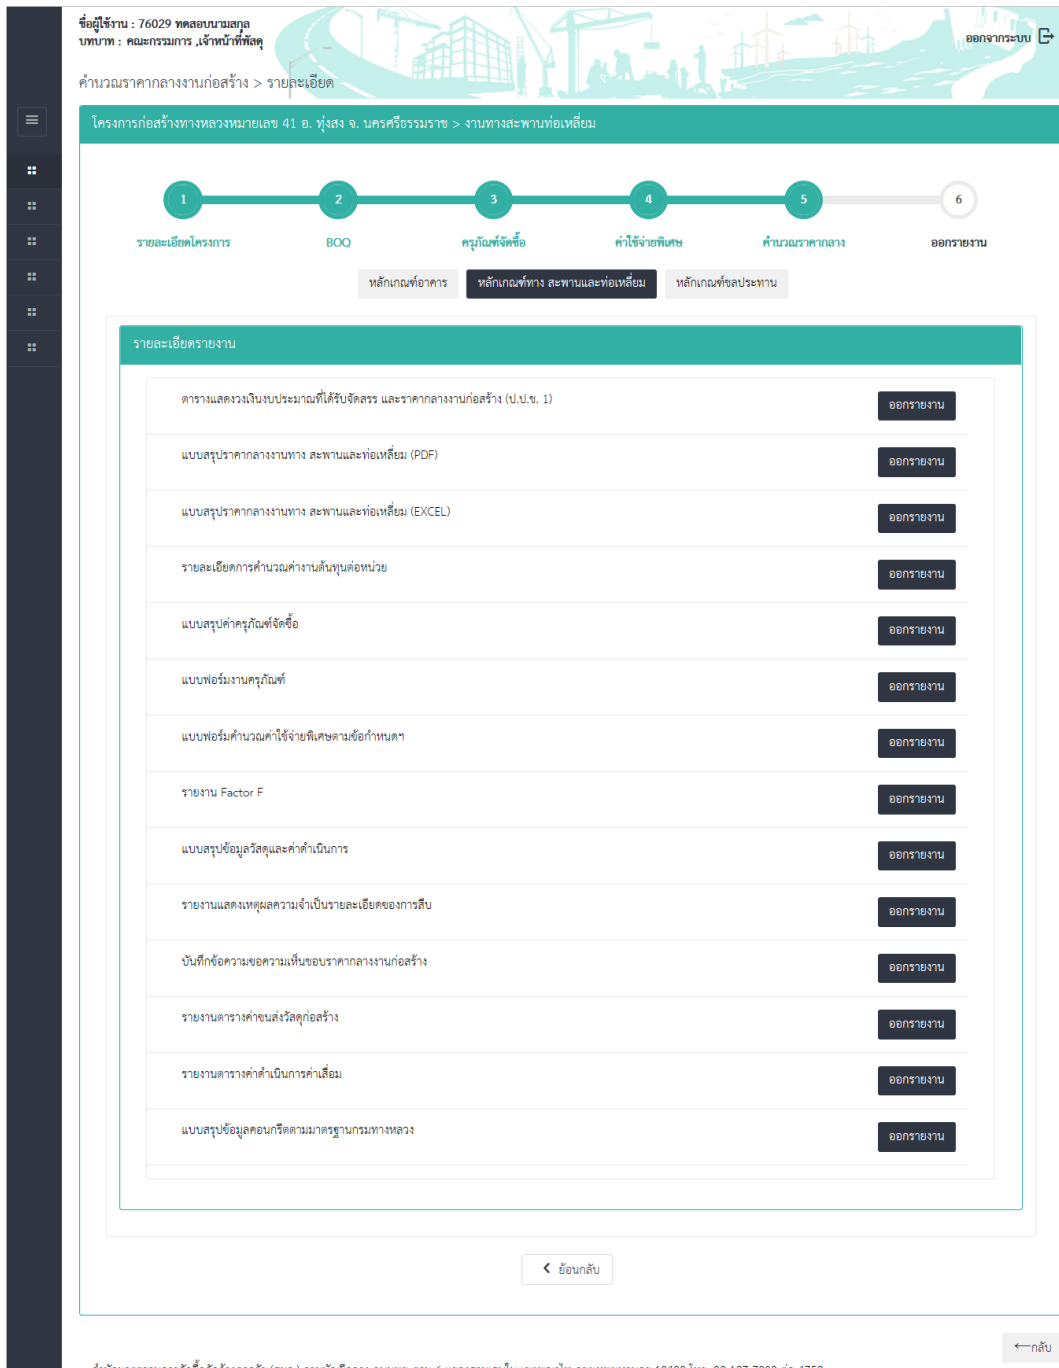 ชื่อผู้ใช้งาน : 76029 ทดสอบนามสกุล
บทบาท : คณะกรรมการ ,เจ้าหน้าที่พัสดุ
ออกจากระบบ
คำนวณราคากลางงานก่อสร้าง > รายละเอียด
โครงการก่อสร้างทางหลวงหมายเลข 41 อ. ทุ่งสง จ. นครศรีธรรมราช > งานทางสะพานท่อเหลี่ยม
1 2 3 4 5 6
รายละเอียดโครงการ BOQ ครุภัณฑ์จัดซื้อ ค่าใช้จ่ายพิเศษ คำนวณราคากลาง ออกรายงาน
หลักเกณฑ์อาคาร หลักเกณฑ์ทาง สะพานและท่อเหลี่ยม หลักเกณฑ์ชลประทาน
รายละเอียดรายงาน
ตารางแสดงวงเงินงบประมาณที่ได้รับจัดสรร และราคากลางงานก่อสร้าง (ป.ป.ช. 1) ออกรายงาน
แบบสรุปราคากลางงานทาง สะพานและท่อเหลี่ยม (PDF) ออกรายงาน
แบบสรุปราคากลางงานทาง สะพานและท่อเหลี่ยม (EXCEL) ออกรายงาน
รายละเอียดการคำนวณค่างานต้นทุนต่อหน่วย ออกรายงาน
แบบสรุปค่าครุภัณฑ์จัดซื้อ ออกรายงาน
แบบฟอร์มงานครุภัณฑ์ ออกรายงาน
แบบฟอร์มคำนวณค่าใช้จ่ายพิเศษตามข้อกำหนดฯ ออกรายงาน
รายงาน Factor F ออกรายงาน
แบบสรุปข้อมูลวัสดุและค่าดำเนินการ ออกรายงาน
รายงานแสดงเหตุผลความจำเป็นรายละเอียดของการสืบ ออกรายงาน
บันทึกข้อความขอความเห็นชอบราคากลางงานก่อสร้าง ออกรายงาน
รายงานตารางค่าขนส่งวัสดุก่อสร้าง ออกรายงาน
รายงานตารางค่าดำเนินการค่าเสื่อม ออกรายงาน
แบบสรุปข้อมูลคอนกรีตตามมาตรฐานกรมทางหลวง ออกรายงาน
ย้อนกลับ
กลับ